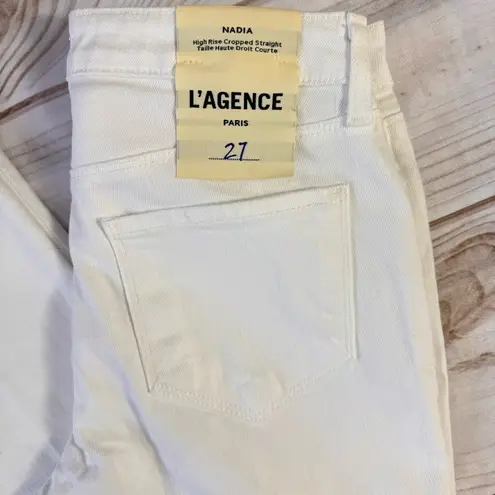 NADIA
High Rise Cropped Straight
Taille Haute Droit Courte
L'AGENCE
PARIS
27